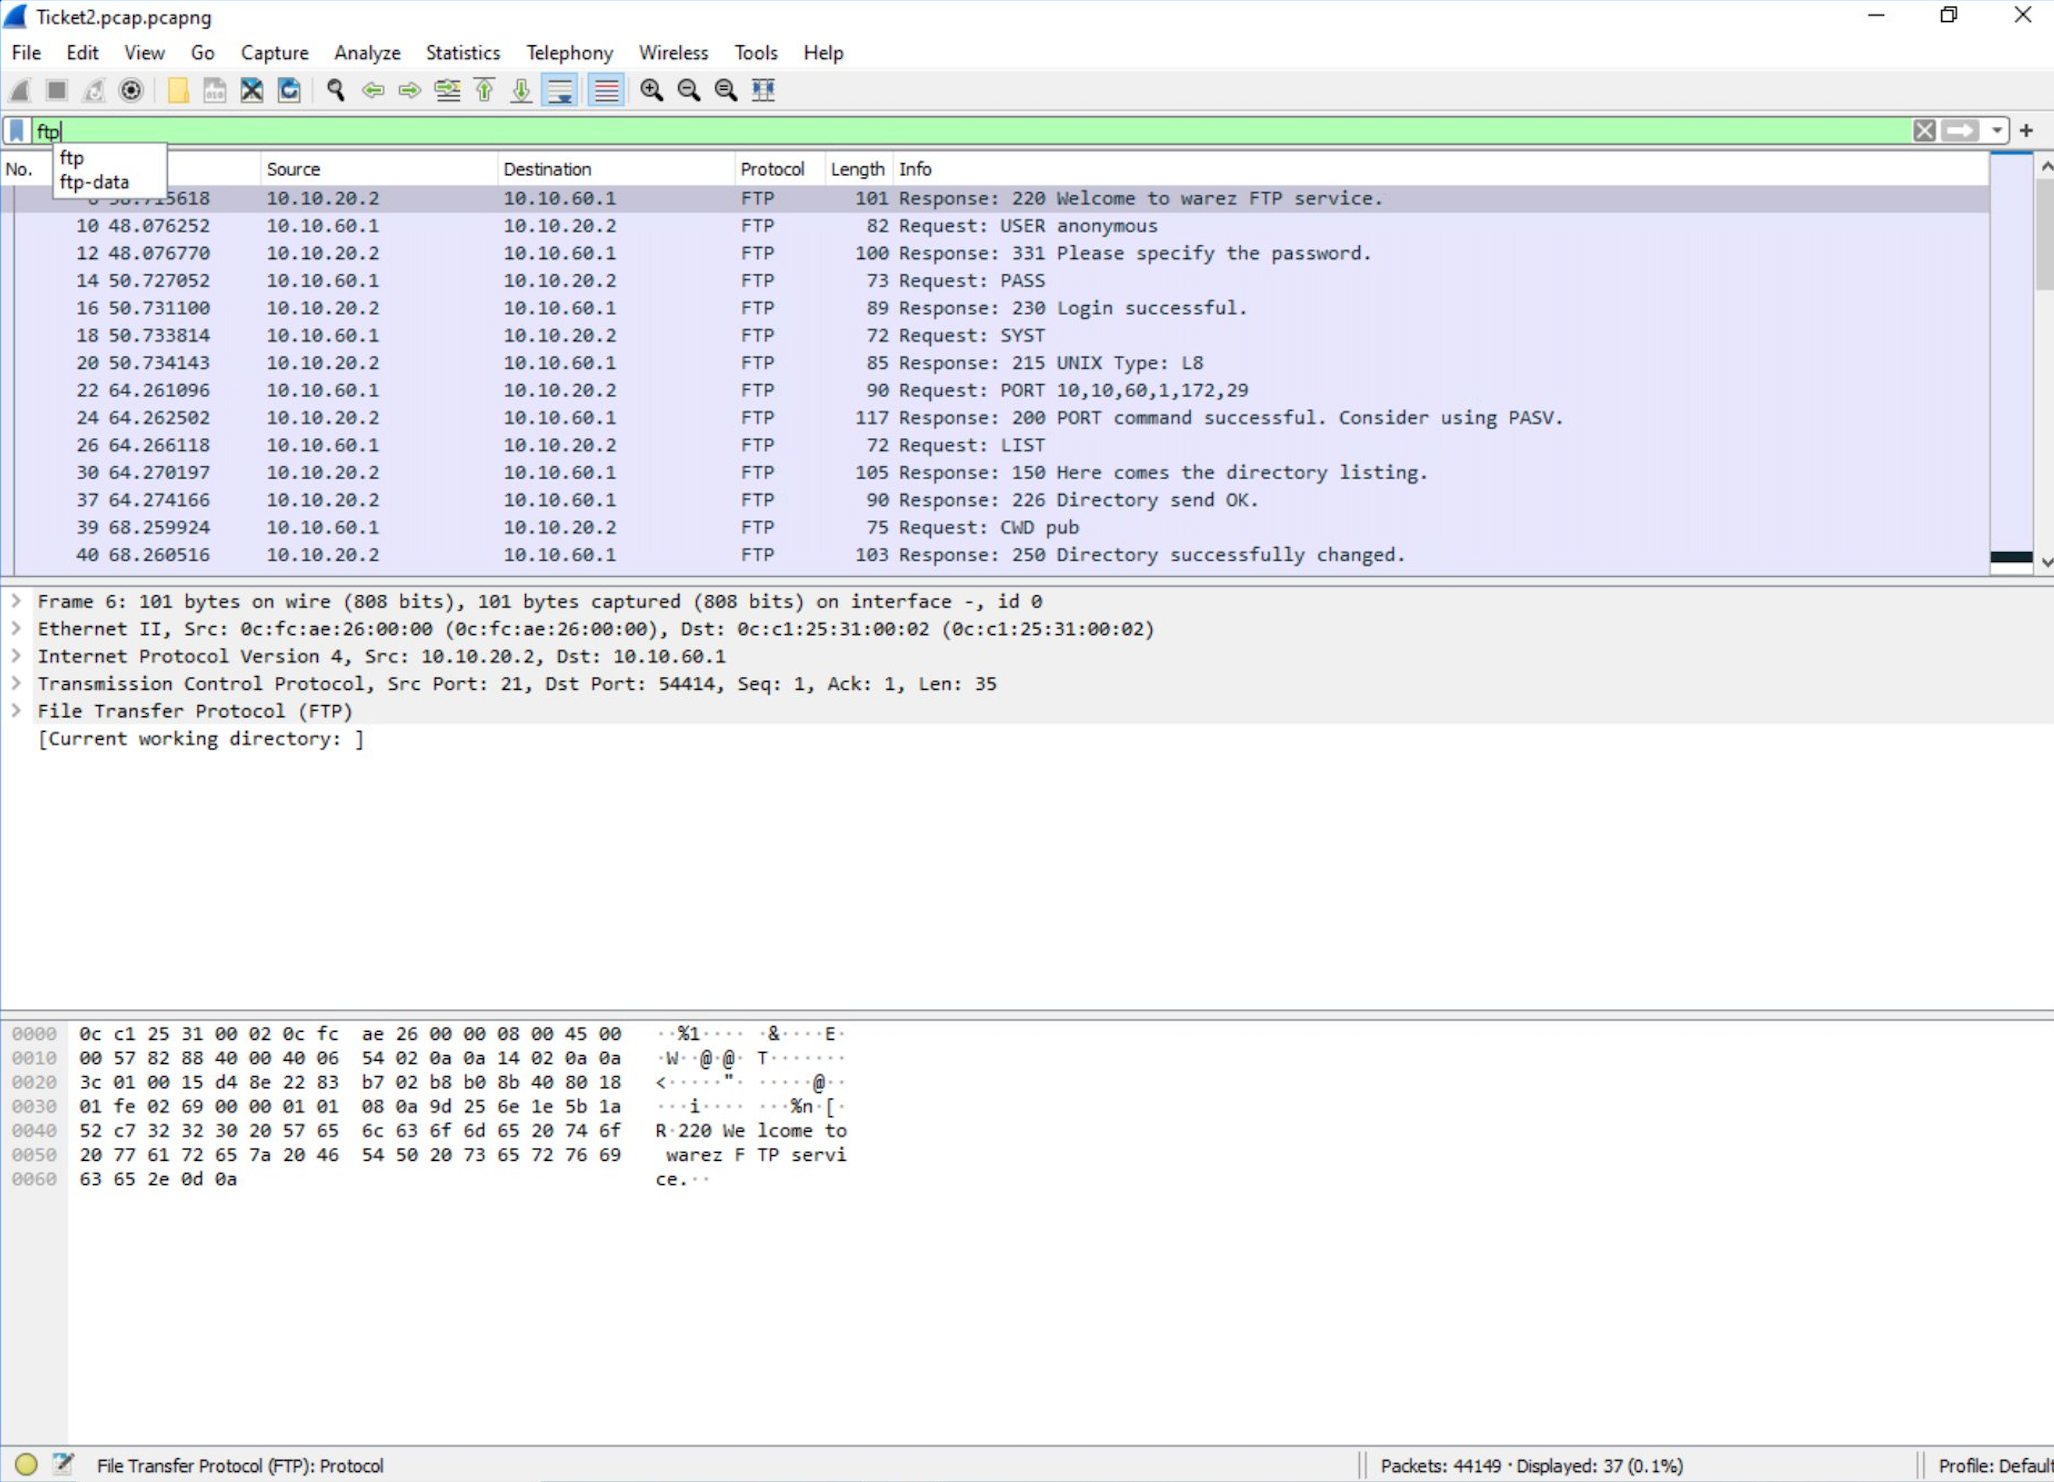 Ticket2.pcap.pcapng
File Edit View Go Capture Analyze Statistics Telephony Wireless Tools Help
ftp
ftp
ftp-data
No. Source Destination Protocol Length Info
10.10.20.2 10.10.60.1 FTP 101 Response: 220 Welcome to warez FTP service.
10 48.076252 10.10.60.1 10.10.20.2 FTP 82 Request: USER anonymous
12 48.076770 10.10.20.2 10.10.60.1 FTP 100 Response: 331 Please specify the password.
14 50.727052 10.10.60.1 10.10.20.2 FTP 73 Request: PASS
16 50.731100 10.10.20.2 10.10.60.1 FTP 89 Response: 230 Login successful.
18 50.733814 10.10.60.1 10.10.20.2 FTP 72 Request: SYST
20 50.734143 10.10.20.2 10.10.60.1 FTP 85 Response: 215 UNIX Type: L8
22 64.261096 10.10.60.1 10.10.20.2 FTP 90 Request: PORT 10,10,60,1,172,29
24 64.262502 10.10.20.2 10.10.60.1 FTP 117 Response: 200 PORT command successful. Consider using PASV.
26 64.266118 10.10.60.1 10.10.20.2 FTP 72 Request: LIST
30 64.270197 10.10.20.2 10.10.60.1 FTP 105 Response: 150 Here comes the directory listing.
37 64.274166 10.10.20.2 10.10.60.1 FTP 90 Response: 226 Directory send OK.
39 68.259924 10.10.60.1 10.10.20.2 FTP 75 Request: CWD pub
40 68.260516 10.10.20.2 10.10.60.1 FTP 103 Response: 250 Directory successfully changed.
Frame 6: 101 bytes on wire (808 bits), 101 bytes captured (808 bits) on interface -, id 0
Ethernet II, Src: 0c:fc:ae:26:00:00 (0c:fc:ae:26:00:00), Dst: 0c:c1:25:31:00:02 (0c:c1:25:31:00:02)
Internet Protocol Version 4, Src: 10.10.20.2, Dst: 10.10.60.1
Transmission Control Protocol, Src Port: 21, Dst Port: 54414, Seq: 1, Ack: 1, Len: 35
File Transfer Protocol (FTP)
[Current working directory: ]
0000 0c c1 25 31 00 02 0c fc ae 26 00 00 08 00 45 00 ··%1···· ·&····E·
0010 00 57 82 88 40 00 40 06 54 02 0a 0a 14 02 0a 0a ·W··@·@· T·······
0020 3c 01 00 15 d4 8e 22 83 b7 02 b8 b0 8b 40 80 18 <·····"· ·····@··
0030 01 fe 02 69 00 00 01 01 08 0a 9d 25 6e 1e 5b 1a ···i···· ···%n·[·
0040 52 c7 32 32 30 20 57 65 6c 63 6f 6d 65 20 74 6f R·220 We lcome to
0050 20 77 61 72 65 7a 20 46 54 50 20 73 65 72 76 69 warez F TP servi
0060 63 65 2e 0d 0a ce.··
File Transfer Protocol (FTP): Protocol Packets: 44149 · Displayed: 37 (0.1%) Profile: Default